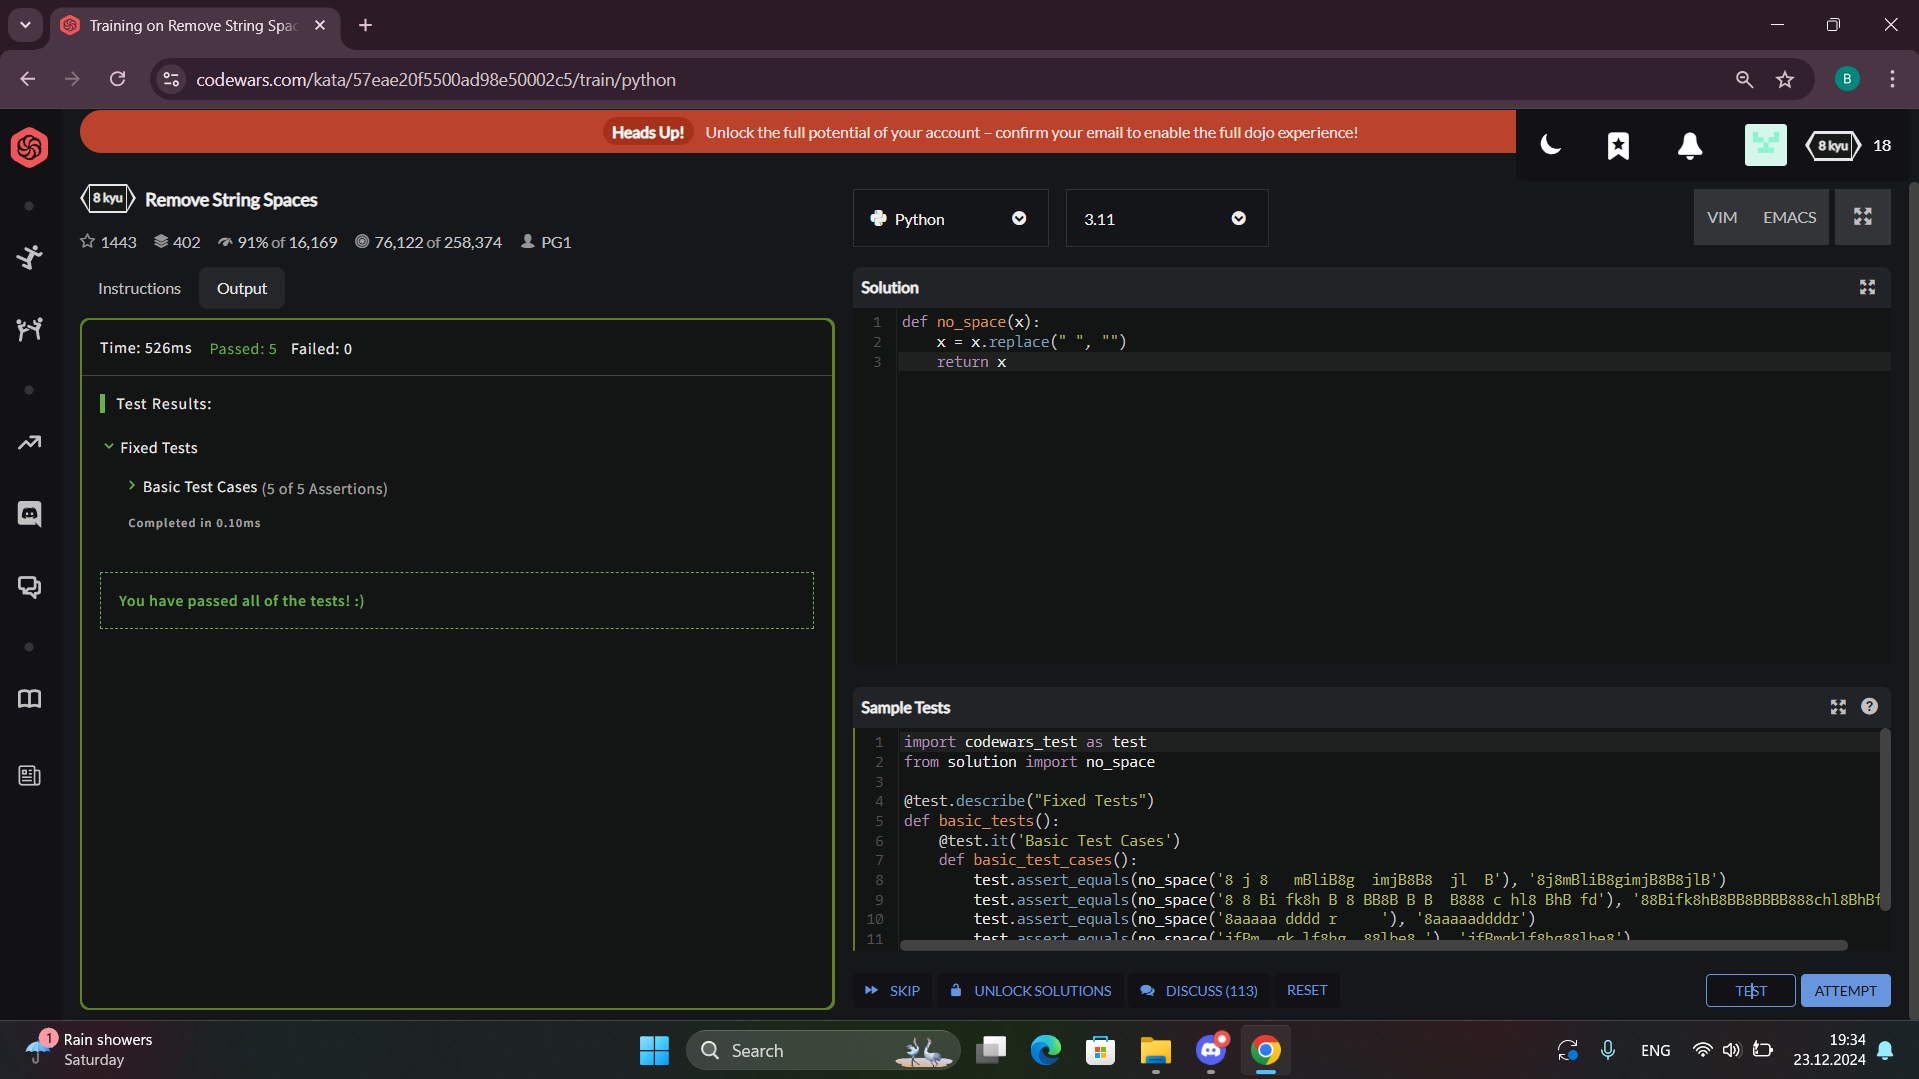 Training on Remove String Spac
codewars.com/kata/57eae20f5500ad98e50002c5/train/python
B
Heads Up! Unlock the full potential of your account – confirm your email to enable the full dojo experience!
8 kyu 18
8 kyu Remove String Spaces
1443 402 91% of 16,169 76,122 of 258,374 PG1
Python 3.11 VIM EMACS
Instructions Output
Time: 526ms Passed: 5 Failed: 0
Test Results:
Fixed Tests
Basic Test Cases (5 of 5 Assertions)
Completed in 0.10ms
You have passed all of the tests! :)
Solution
1 def no_space(x):
2 x = x.replace(" ", "")
3 return x
Sample Tests
1 import codewars_test as test
2 from solution import no_space
3
4 @test.describe("Fixed Tests")
5 def basic_tests():
6 @test.it('Basic Test Cases')
7 def basic_test_cases():
8 test.assert_equals(no_space('8 j 8   mBliB8g  imjB8B8  jl  B'), '8j8mBliB8gimjB8B8jlB')
9 test.assert_equals(no_space('8 8 Bi fk8h B 8 BB8B B B  B888 c hl8 BhB fd'), '88Bifk8hB8BB8BBBB888chl8BhBf
10 test.assert_equals(no_space('8aaaaa dddd r     '), '8aaaaaddddr')
11 test.assert_equals(no_space('jfBm  gk lf8hg  88lbe8 '), 'jfBmgklf8hg88lbe8')
SKIP UNLOCK SOLUTIONS DISCUSS (113) RESET TEST ATTEMPT
1 Rain showers
Saturday
Search
ENG
19:34
23.12.2024